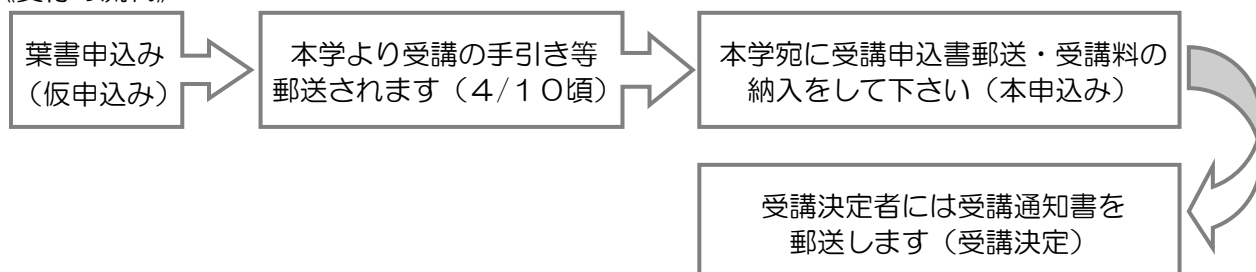 葉書申込み
（仮申込み）
本学より受講の手引き等
郵送されます（４/１０頃）
本学宛に受講申込書郵送・受講料の
納入をして下さい（本申込み）
受講決定者には受講通知書を
郵送します（受講決定）